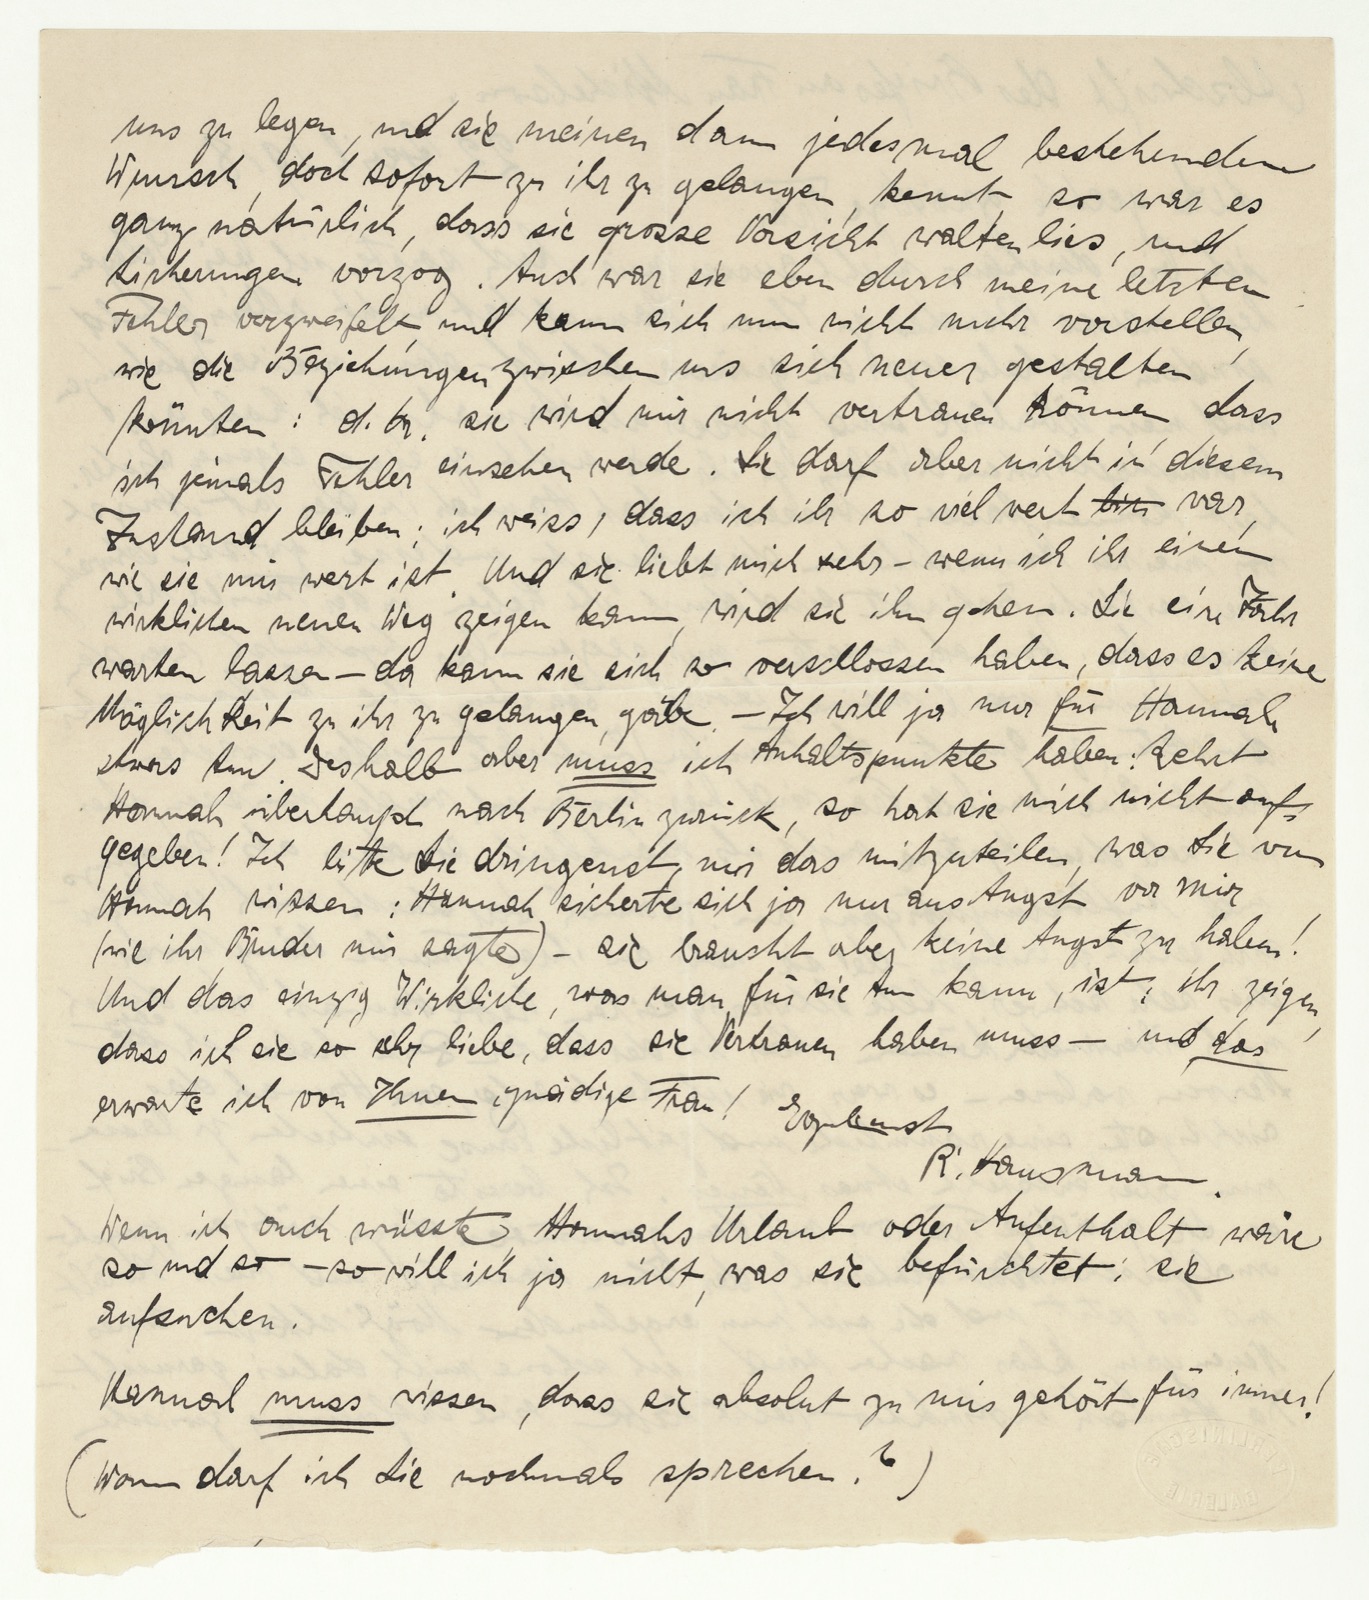 uns zu legen, und sie meinen dann jedesmal bestehenden
Wunsch, doch sofort zu ihr zu gelangen, kennt, so war es
ganz natürlich, dass sie grosse Vorsicht walten lies, und
Sicherungen vorzog. Auch war sie eben durch meine letzten
Fehler verzweifelt, und kann sich nun nicht mehr vorstellen,
wie die Beziehungen zwischen uns sich neuer gestalten
könnten: d. h. sie wird mir nicht vertrauen können dass
ich jemals Fehler einsehen werde. Sie darf aber nicht in diesem
Zustand bleiben; ich weiss, dass ich ihr so viel wert bin war,
wie sie mir wert ist. Und sie liebt mich sehr – wenn ich ihr einen
wirklichen neuen Weg zeigen kann, wird sie ihn gehen. Sie ein Jahr
warten lassen – da kann sie sich so verschlossen haben, dass es keine
Möglichkeit zu ihr zu gelangen, gäbe. – Ich will ja nur für Hannah
etwas tun. Deshalb aber muss ich Anhaltspunkte haben: kehrt
Hannah überhaupt nach Berlin zurück, so hat sie mich nicht auf-
gegeben! Ich bitte Sie dringenst, mir das mitzuteilen, was Sie von
Hannah wissen: Hannah sicherte sich ja nur aus Angst vor mir
(wie ihr Bruder mir sagte) – sie braucht aber keine Angst zu haben!
Und das einzig Wirkliche, was man für sie tun kann, ist: ihr zeigen,
dass ich sie so sehr liebe, dass sie Vertrauen haben muss – und das
erwarte ich von Ihnen, gnädige Frau!
Ergebenst
R. Hausmann.
Wenn ich auch wüsste Hannahs Urlaub oder Aufenthalt wäre
so und so – so will ich ja nicht, was sie befürchtet: sie
aufsuchen.
Hannah muss wissen, dass sie absolut zu mir gehört für immer!
(Wann darf ich Sie nochmals sprechen?)